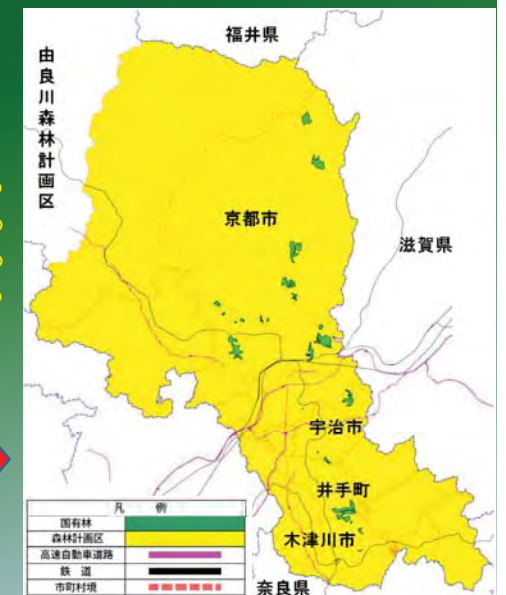 福井県
由良川森林計画区
京都市
滋賀県
宇治市
井手町
木津川市
奈良県
凡 例
国有林
森林計画区
高速自動車道路
鉄 道
市町村境